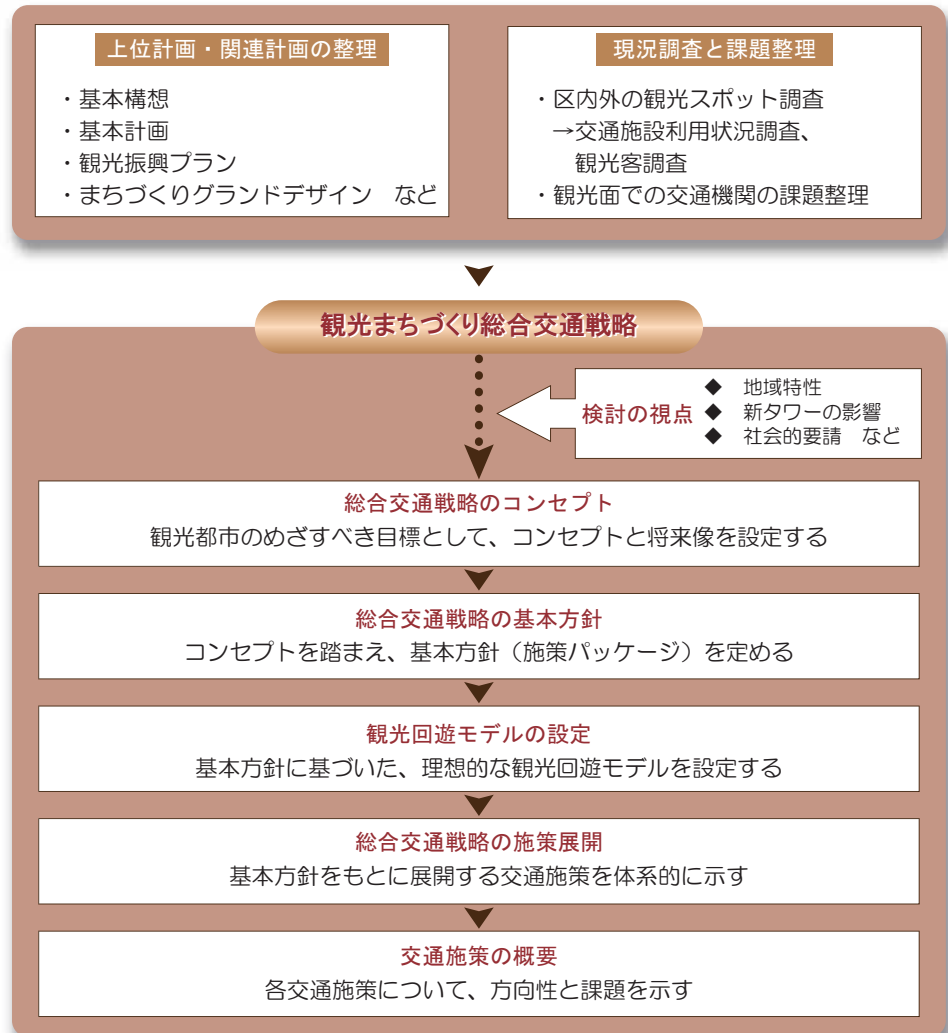 上位計画・関連計画の整理
・基本構想
・基本計画
・観光振興プラン
・まちづくりグランドデザイン　など
現況調査と課題整理
・区内外の観光スポット調査
→交通施設利用状況調査、
観光客調査
・観光面での交通機関の課題整理
観光まちづくり総合交通戦略
検討の視点
◆　地域特性
◆　新タワーの影響
◆　社会的要請　など
総合交通戦略のコンセプト
観光都市のめざすべき目標として、コンセプトと将来像を設定する
総合交通戦略の基本方針
コンセプトを踏まえ、基本方針（施策パッケージ）を定める
観光回遊モデルの設定
基本方針に基づいた、理想的な観光回遊モデルを設定する
総合交通戦略の施策展開
基本方針をもとに展開する交通施策を体系的に示す
交通施策の概要
各交通施策について、方向性と課題を示す